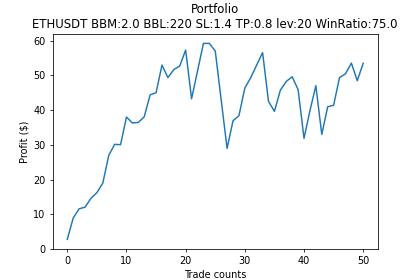 Portfolio
ETHUSDT BBM:2.0 BBL:220 SL:1.4 TP:0.8 lev:20 WinRatio:75.0
60
50
40
30
20
10
0
Profit ($)
0 10 20 30 40 50
Trade counts